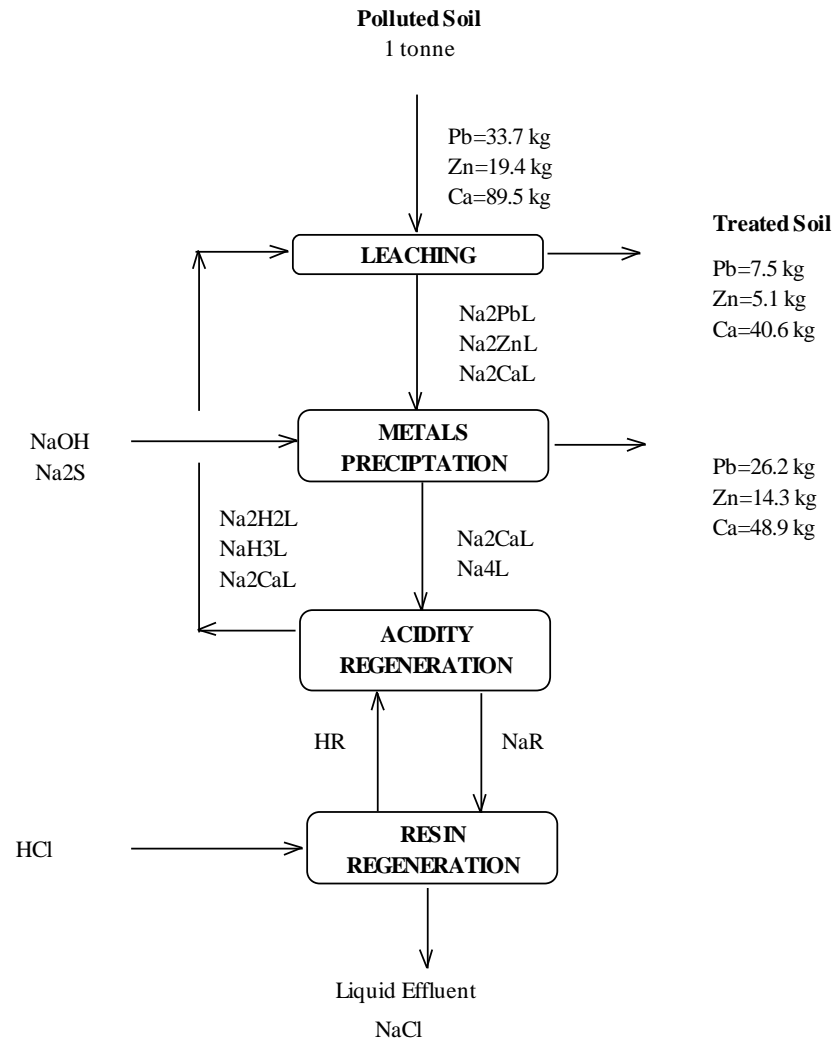 Polluted Soil
1 tonne
Pb=33.7 kg
Zn=19.4 kg
Ca=89.5 kg
LEACHING
Treated Soil
Pb=7.5 kg
Zn=5.1 kg
Ca=40.6 kg
Na2PbL
Na2ZnL
Na2CaL
NaOH
Na2S
METALS
PRECIPTATION
Pb=26.2 kg
Zn=14.3 kg
Ca=48.9 kg
Na2H2L
NaH3L
Na2CaL
Na2CaL
Na4L
ACIDITY
REGENERATION
HR
NaR
HCl
RESIN
REGENERATION
Liquid Effluent
NaCl